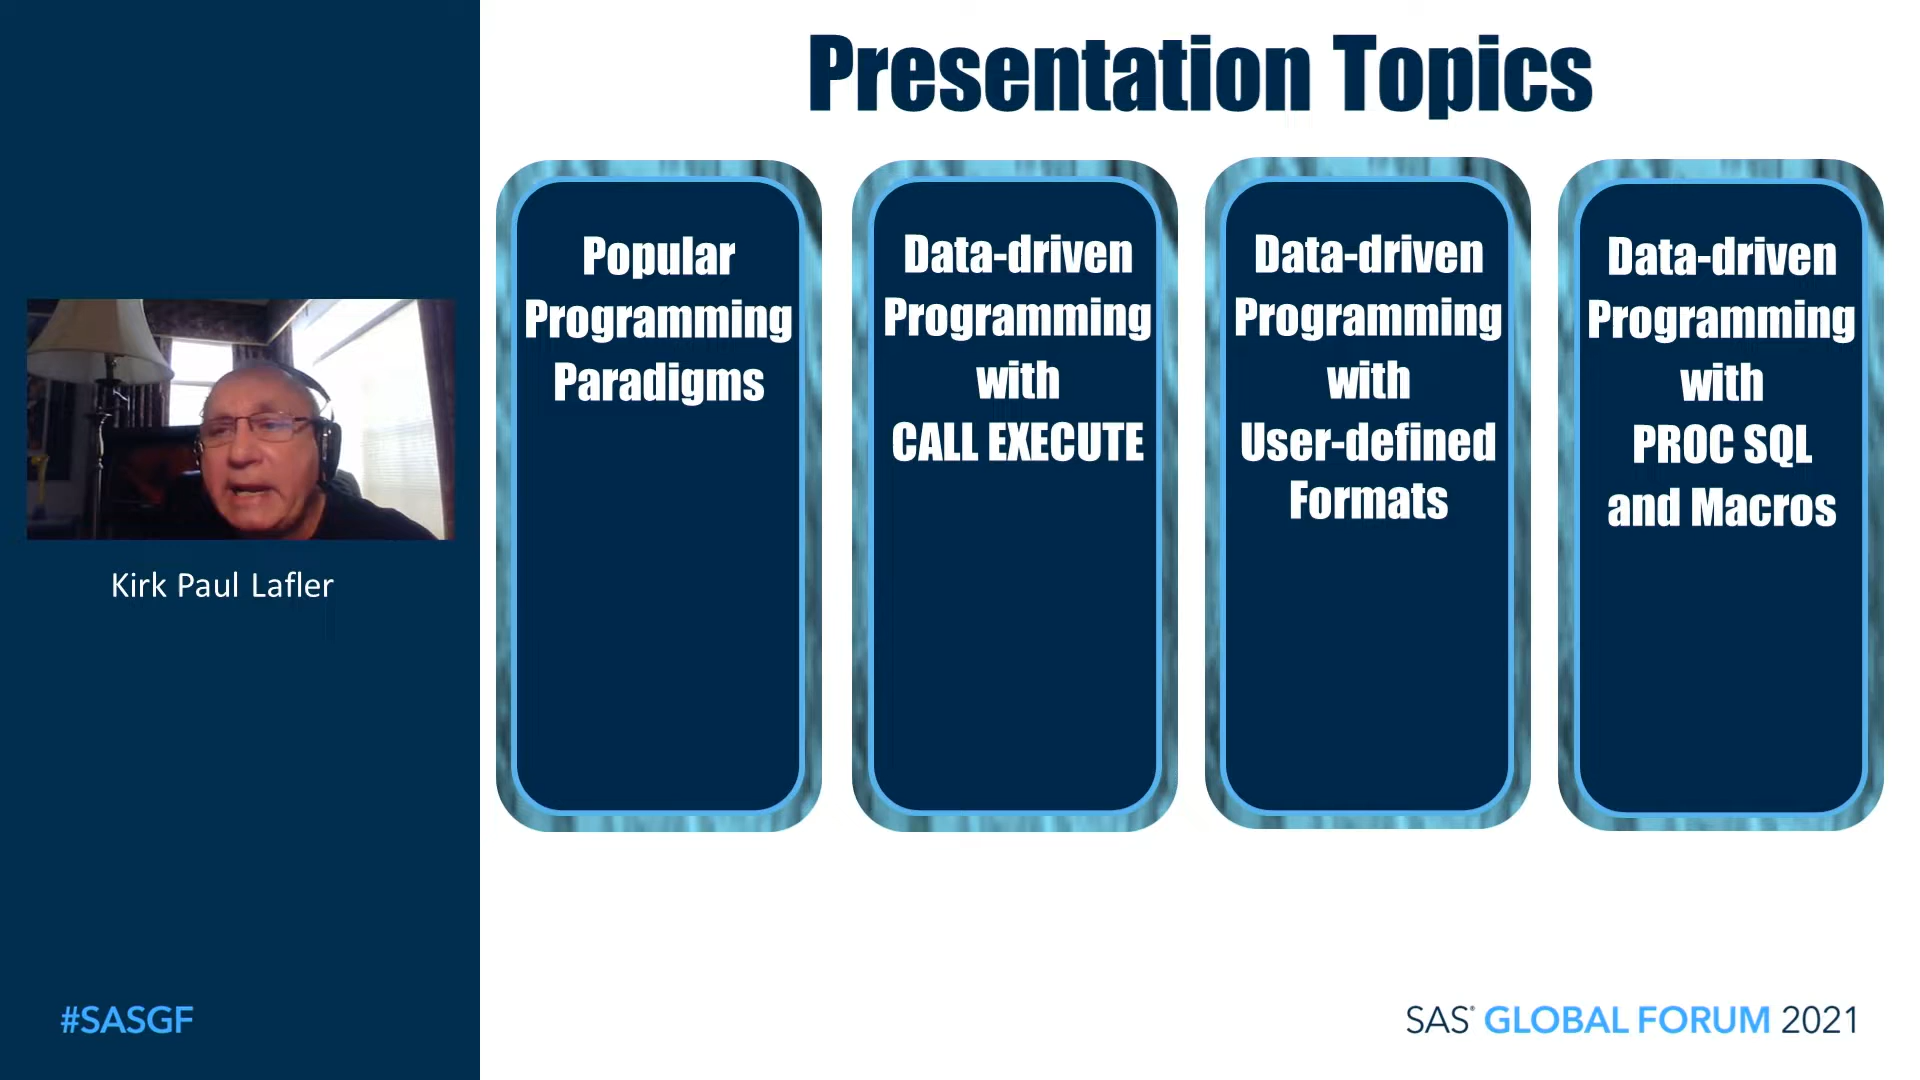 Presentation Topics
Popular
Programming
Paradigms
Data-driven
Programming
with
CALL EXECUTE
Data-driven
Programming
with
User-defined
Formats
Data-driven
Programming
with
PROC SQL
and Macros
Kirk Paul Lafler
#SASGF
SAS® GLOBAL FORUM 2021